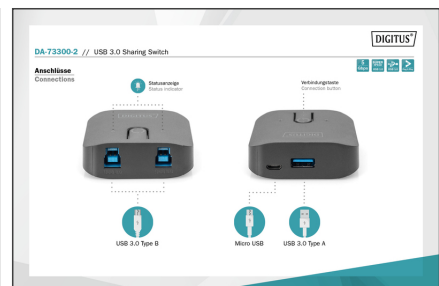 DIGITUS®
DA-73300-2 // USB 3.0 Sharing Switch
Anschlüsse
Connections
Statusanzeige
Status indicator
Verbindungstaste
Connection button
USB 3.0 Type B
Micro USB
USB 3.0 Type A